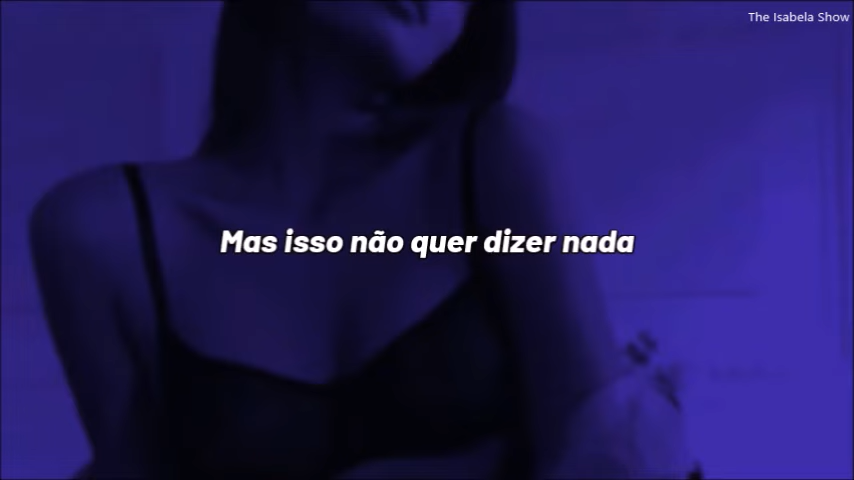 The Isabela Show
Mas isso não quer dizer nada